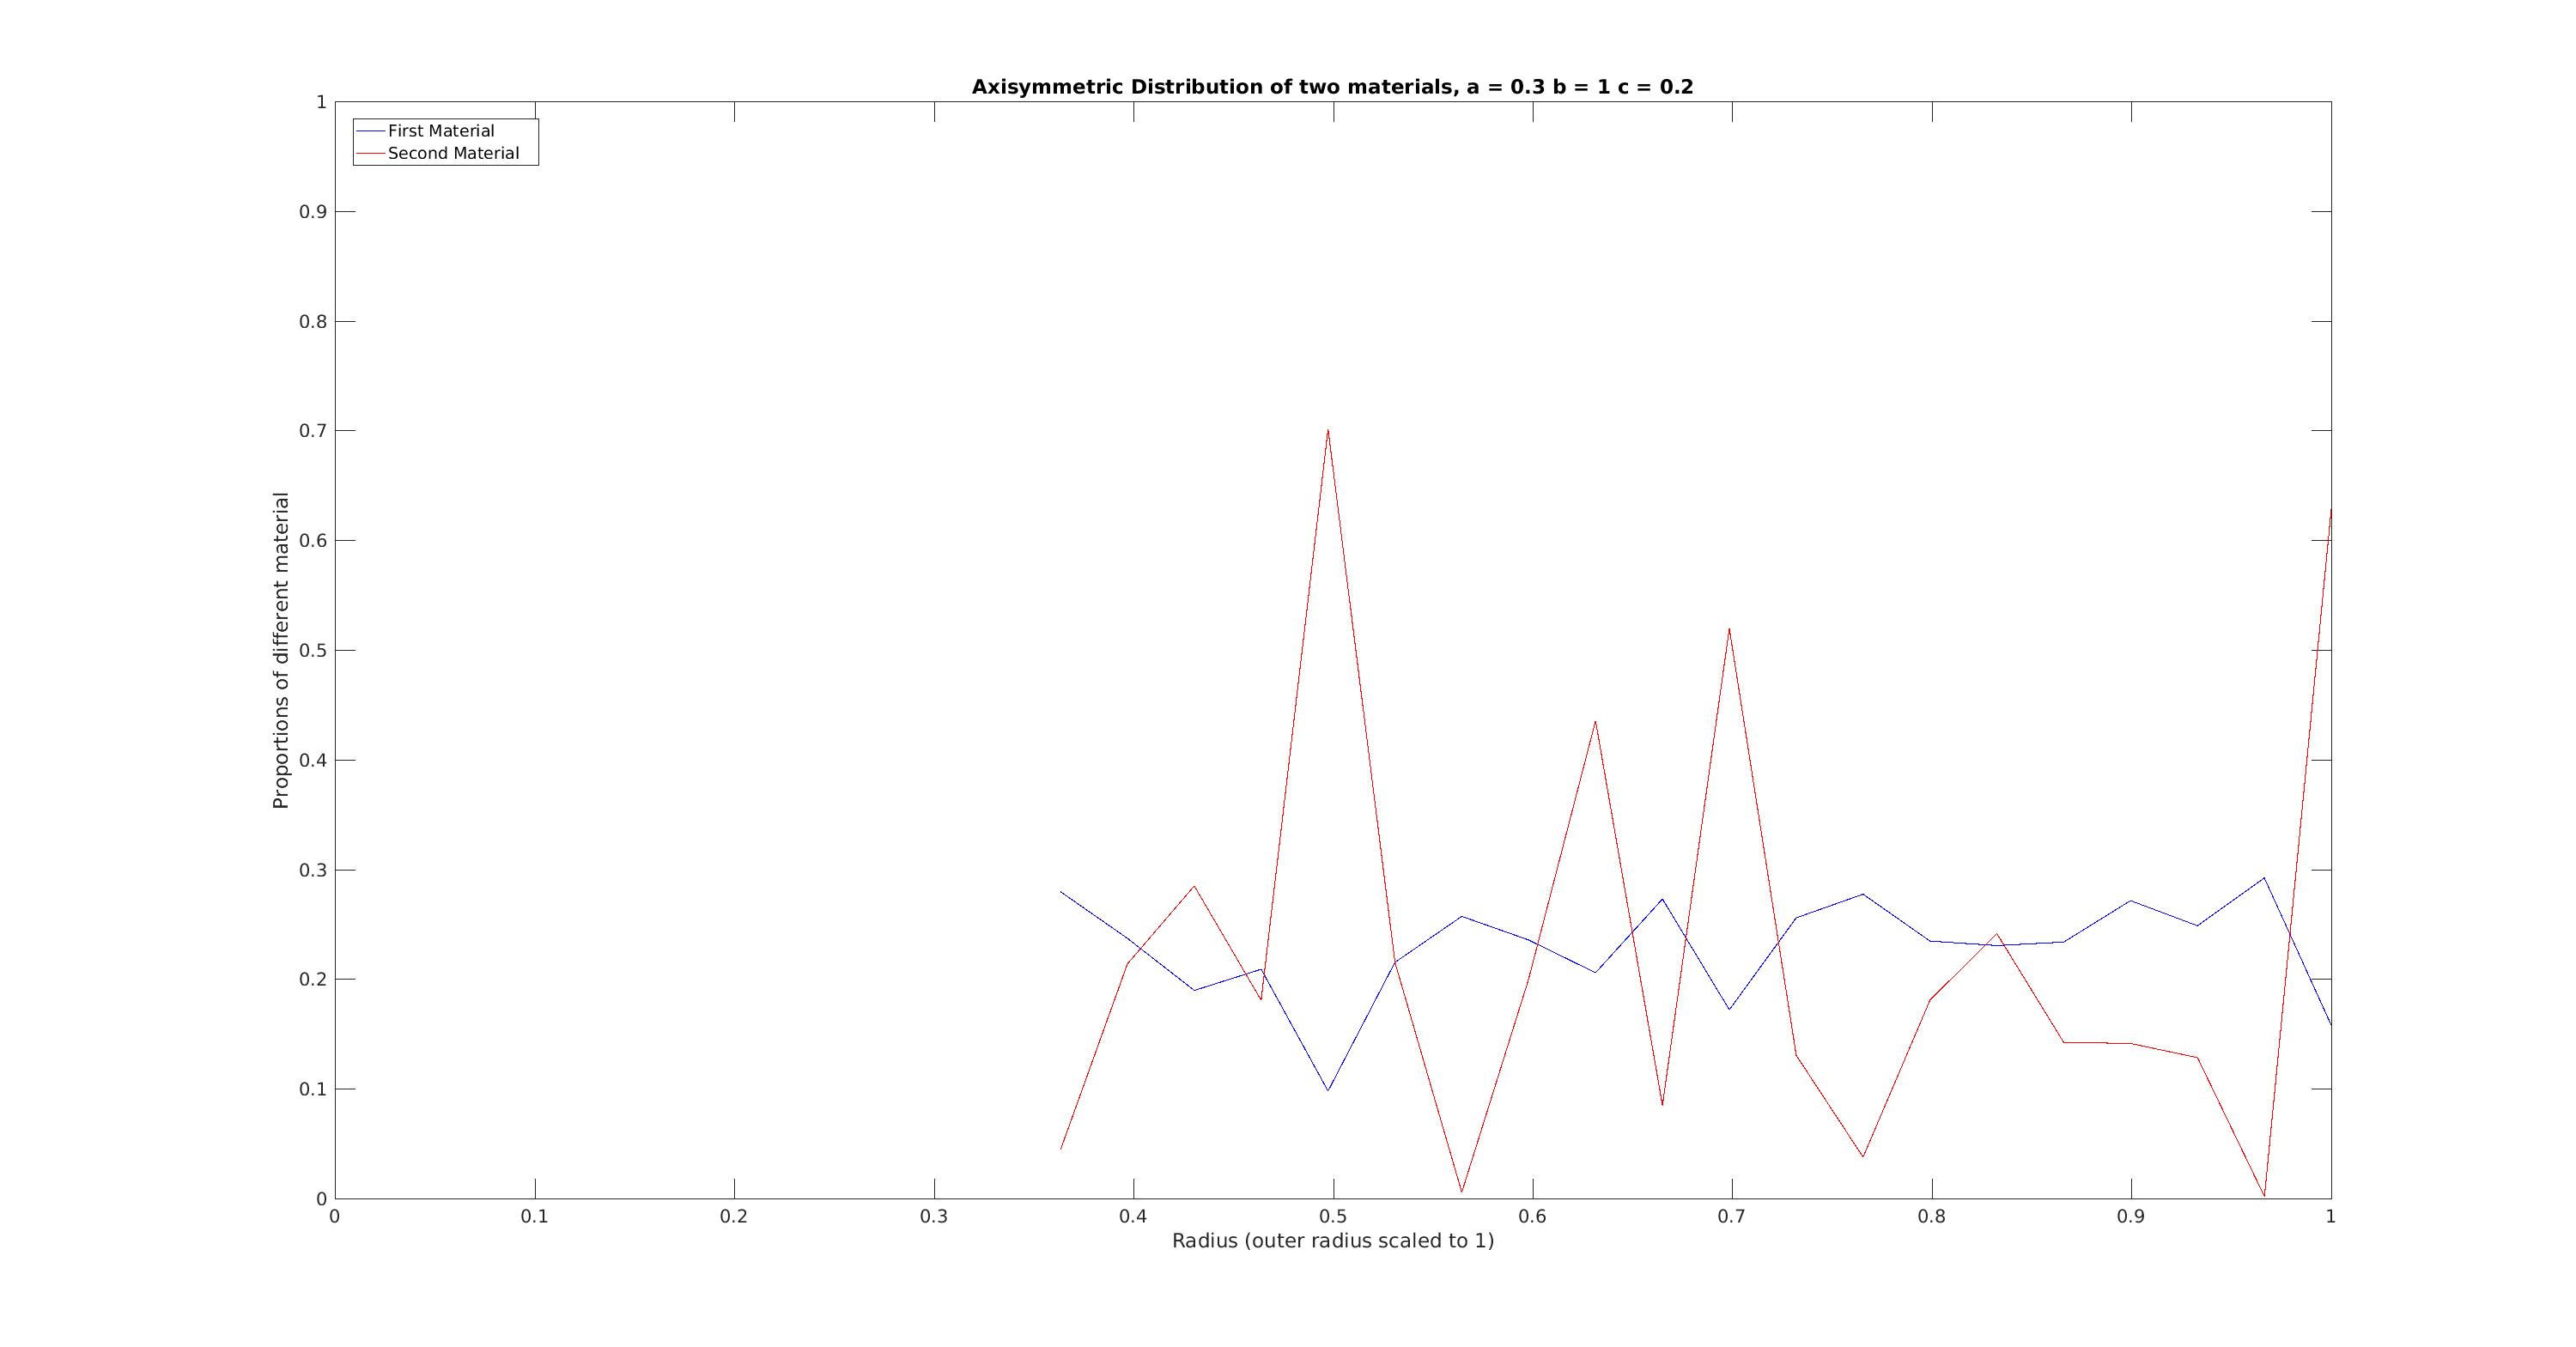 Axisymmetric Distribution of two materials, a = 0.3 b = 1 c = 0.2
First Material
Second Material
Proportions of different material
1
0.9
0.8
0.7
0.6
0.5
0.4
0.3
0.2
0.1
0
0 0.1 0.2 0.3 0.4 0.5 0.6 0.7 0.8 0.9 1
Radius (outer radius scaled to 1)